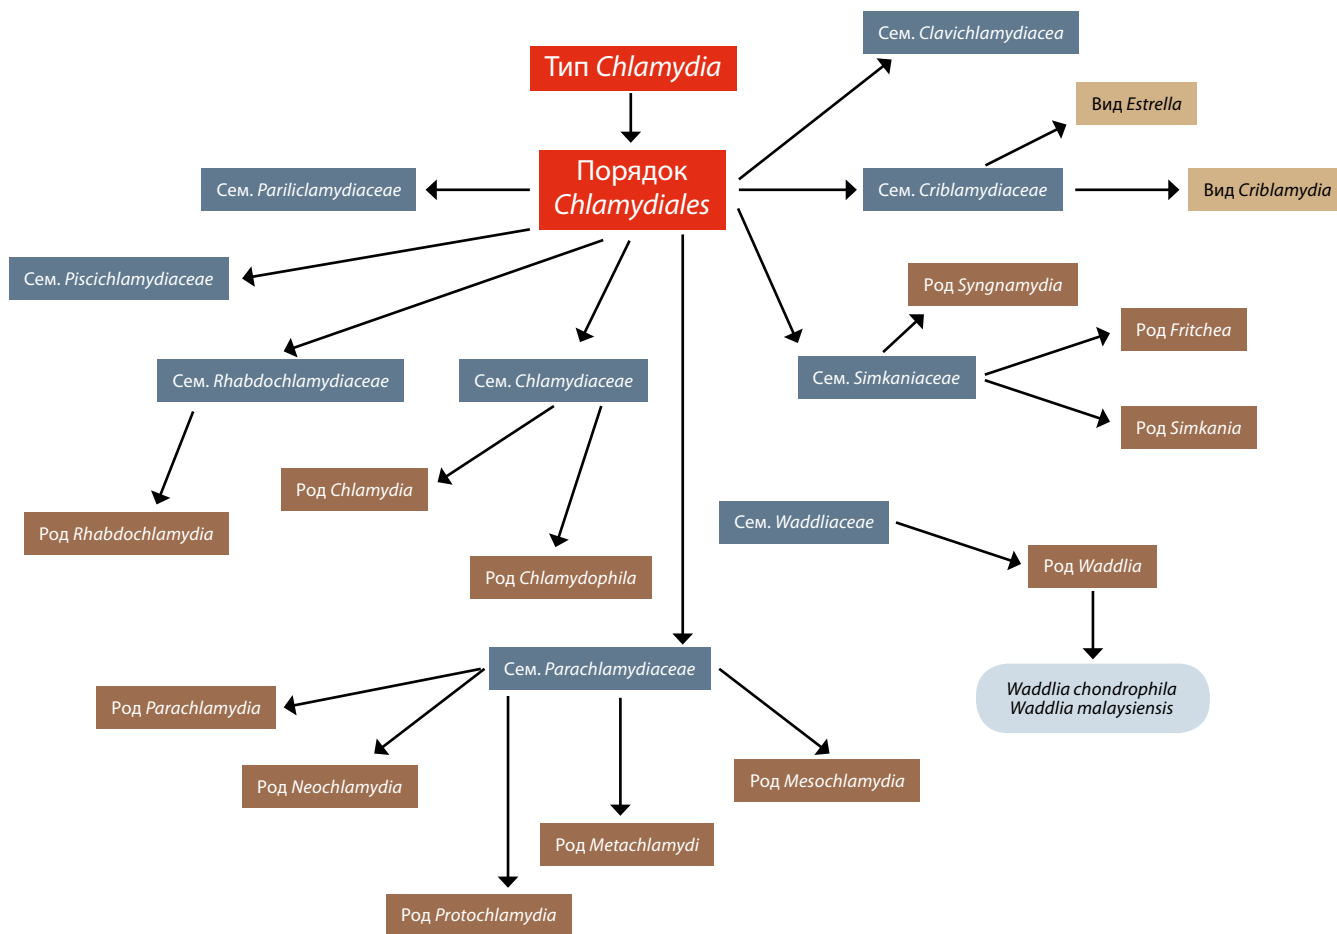 Сем. Clavichlamydiacea
Тип Chlamydia
Вид Estrella
Порядок
Chlamydiales
Сем. Pariliclamydiaceae
Сем. Criblamydiaceae
Вид Criblamydia
Сем. Piscichlamydiaceae
Род Syngnamydia
Род Fritchea
Сем. Rhabdochlamydiaceae
Сем. Chlamydiaceae
Сем. Simkaniaceae
Род Simkania
Род Chlamydia
Род Rhabdochlamydia
Сем. Waddliaceae
Род Chlamydophila
Род Waddlia
Сем. Parachlamydiaceae
Waddlia chondrophila
Waddlia malaysiensis
Род Parachlamydia
Род Neochlamydia
Род Mesochlamydia
Род Metachlamydi
Род Protochlamydia